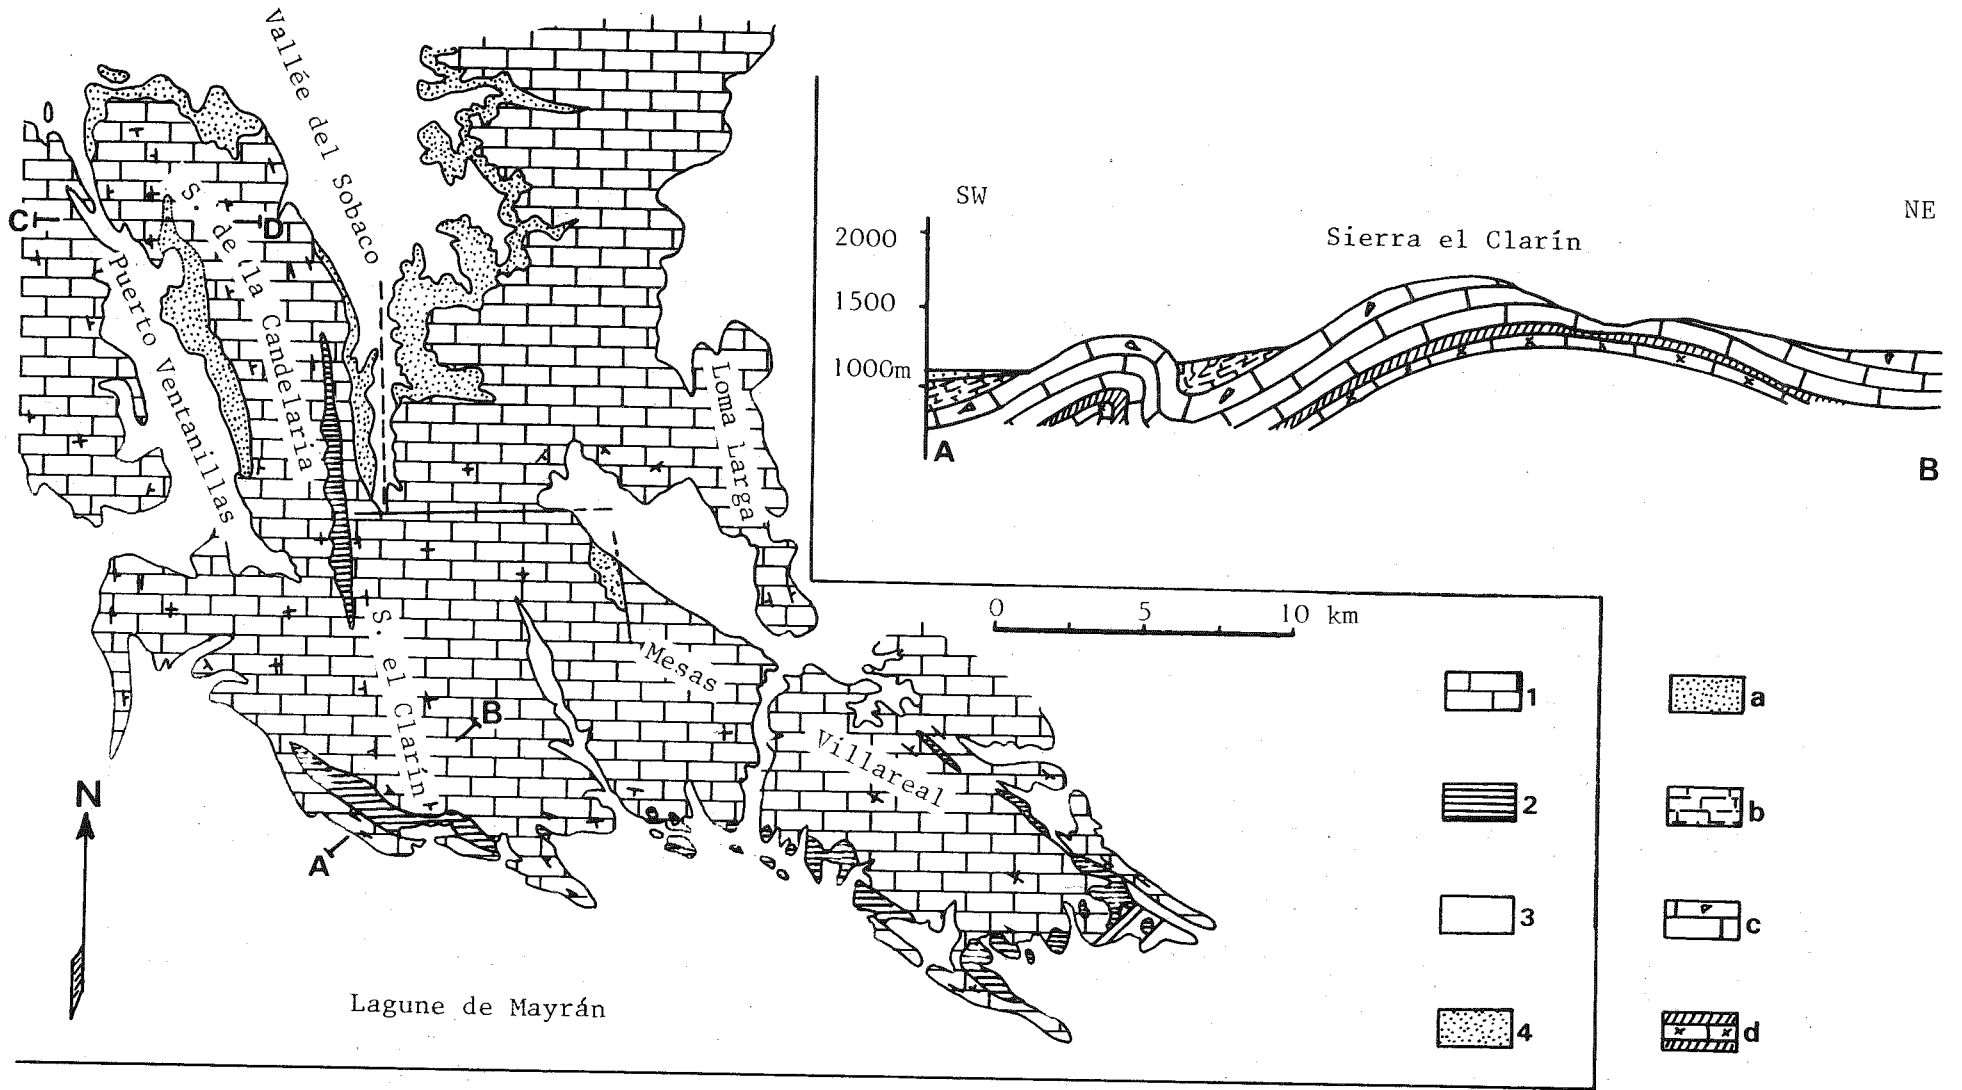 Vallée del Sobaco
C
D
S. de la Candelaria
Puerto Ventanillas
Loma Larga
S. el Clarín
Mesas
Villareal
B
A
N
Lagune de Mayrán
SW
NE
Sierra el Clarín
2000
1500
1000m
A
B
0 5 10 km
1 a
2 b
3 c
4 d